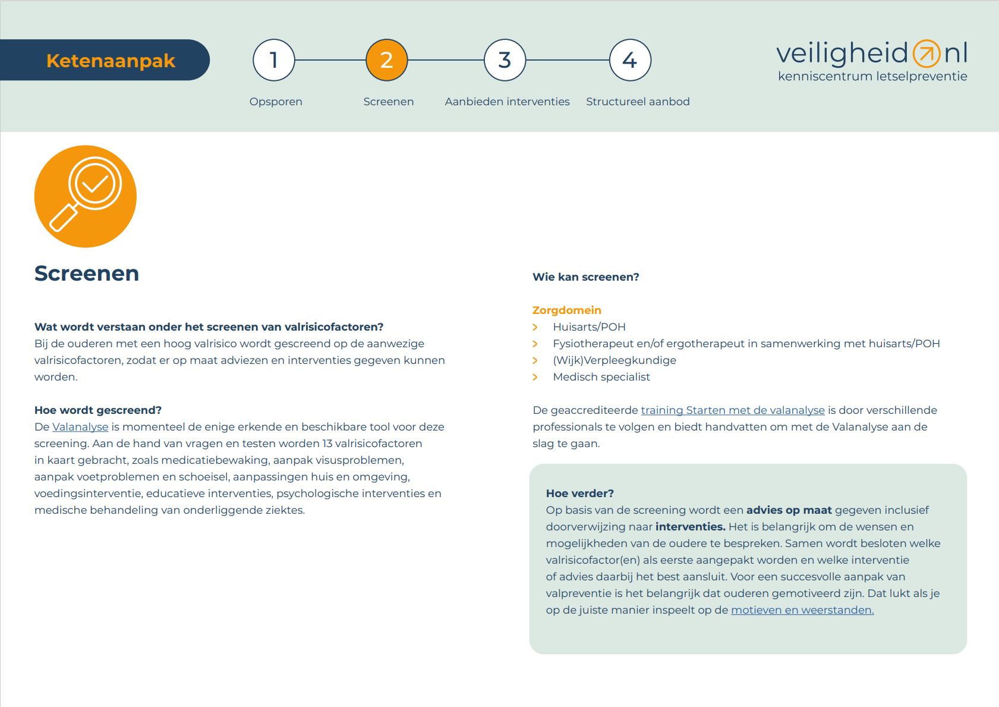 Ketenaanpak
1
2
3
4
Opsporen
Screenen
Aanbieden interventies
Structureel aanbod
veiligheid nl
kenniscentrum letselpreventie
Screenen
Wat wordt verstaan onder het screenen van valrisicofactoren?
Bij de ouderen met een hoog valrisico wordt gescreend op de aanwezige
valrisicofactoren, zodat er op maat adviezen en interventies gegeven kunnen
worden.
Hoe wordt gescreend?
De Valanalyse is momenteel de enige erkende en beschikbare tool voor deze
screening. Aan de hand van vragen en testen worden 13 valrisicofactoren
in kaart gebracht, zoals medicatiebewaking, aanpak visusproblemen,
aanpak voetproblemen en schoeisel, aanpassingen huis en omgeving,
voedingsinterventie, educatieve interventies, psychologische interventies en
medische behandeling van onderliggende ziektes.
Wie kan screenen?
Zorgdomein
> Huisarts/POH
> Fysiotherapeut en/of ergotherapeut in samenwerking met huisarts/POH
> (Wijk)Verpleegkundige
> Medisch specialist
De geaccrediteerde training Starten met de valanalyse is door verschillende
professionals te volgen en biedt handvatten om met de Valanalyse aan de
slag te gaan.
Hoe verder?
Op basis van de screening wordt een advies op maat gegeven inclusief
doorverwijzing naar interventies. Het is belangrijk om de wensen en
mogelijkheden van de oudere te bespreken. Samen wordt besloten welke
valrisicofactor(en) als eerste aangepakt worden en welke interventie
of advies daarbij het best aansluit. Voor een succesvolle aanpak van
valpreventie is het belangrijk dat ouderen gemotiveerd zijn. Dat lukt als je
op de juiste manier inspeelt op de motieven en weerstanden.